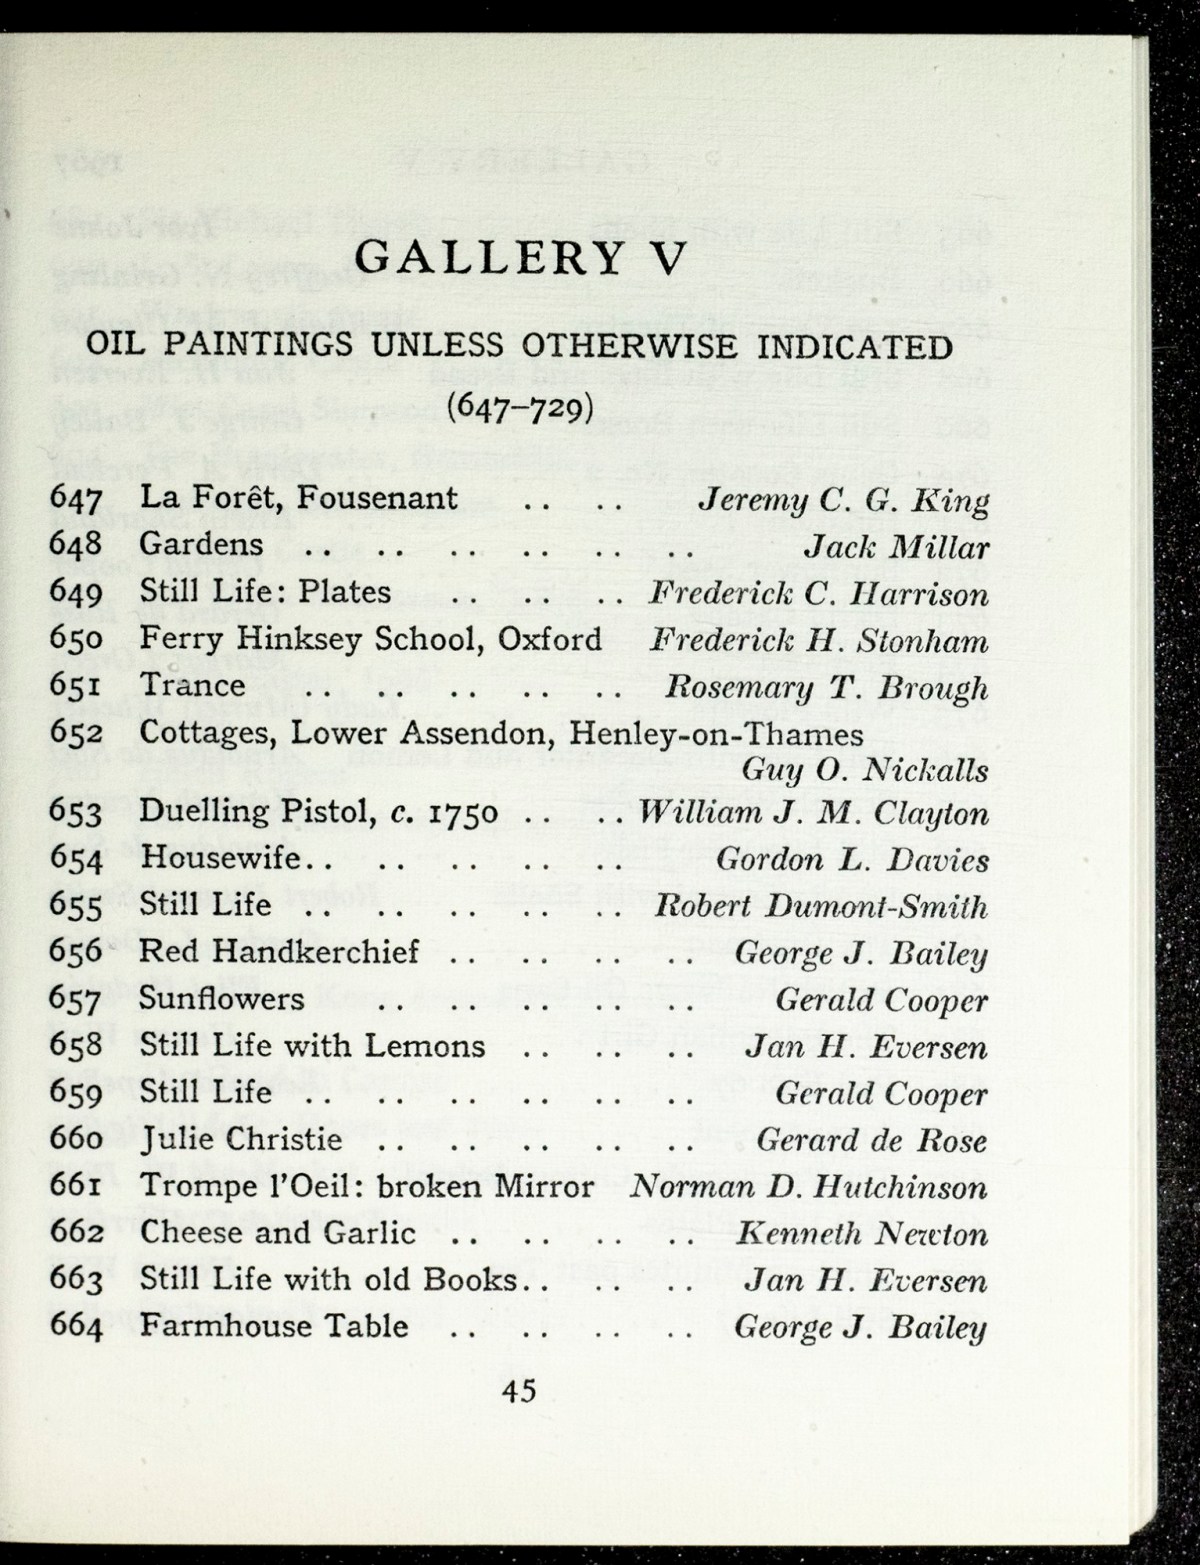 GALLERY V
OIL PAINTINGS UNLESS OTHERWISE INDICATED
(647–729)
647 La Forêt, Fousenant .. .. Jeremy C. G. King
648 Gardens .. .. .. .. .. .. Jack Millar
649 Still Life: Plates .. .. .. Frederick C. Harrison
650 Ferry Hinksey School, Oxford Frederick H. Stonham
651 Trance .. .. .. .. .. Rosemary T. Brough
652 Cottages, Lower Assendon, Henley-on-Thames
Guy O. Nickalls
653 Duelling Pistol, c. 1750 .. .. William J. M. Clayton
654 Housewife .. .. .. .. .. Gordon L. Davies
655 Still Life .. .. .. .. .. Robert Dumont-Smith
656 Red Handkerchief .. .. .. .. George J. Bailey
657 Sunflowers .. .. .. .. .. Gerald Cooper
658 Still Life with Lemons .. .. .. Jan H. Eversen
659 Still Life .. .. .. .. .. .. Gerald Cooper
660 Julie Christie .. .. .. .. .. Gerard de Rose
661 Trompe l'Oeil: broken Mirror Norman D. Hutchinson
662 Cheese and Garlic .. .. .. .. Kenneth Newton
663 Still Life with old Books .. .. .. Jan H. Eversen
664 Farmhouse Table .. .. .. .. George J. Bailey
45